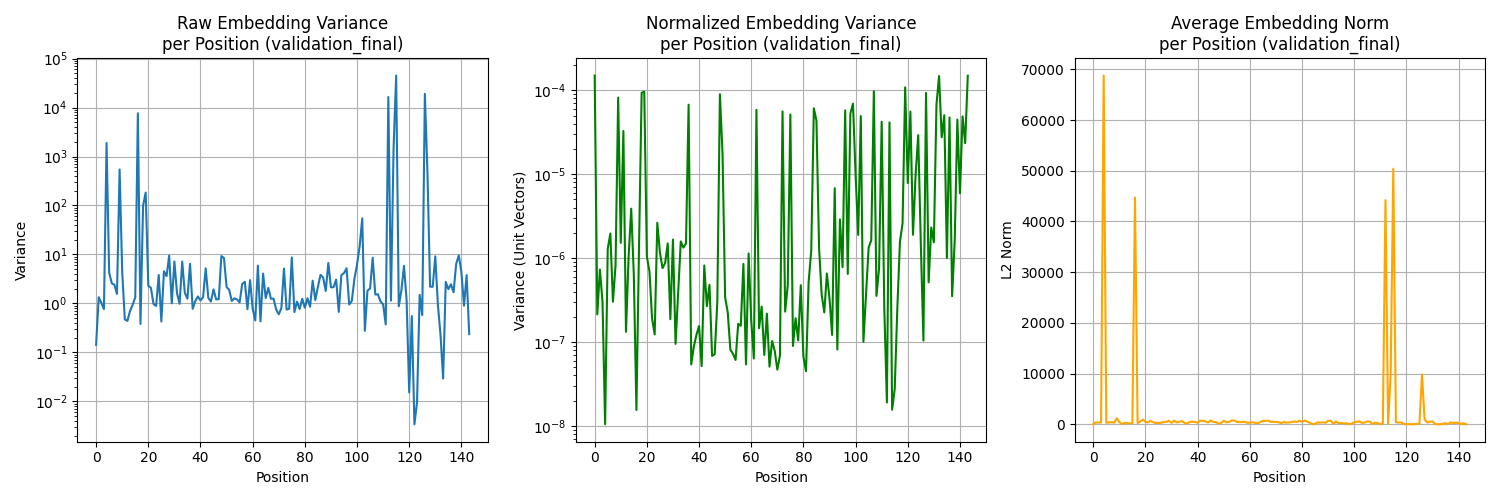 Raw Embedding Variance
per Position (validation_final)
Variance
10^5
10^4
10^3
10^2
10^1
10^0
10^-1
10^-2
0 20 40 60 80 100 120 140
Position
Normalized Embedding Variance
per Position (validation_final)
Variance (Unit Vectors)
10^-4
10^-5
10^-6
10^-7
10^-8
0 20 40 60 80 100 120 140
Position
Average Embedding Norm
per Position (validation_final)
L2 Norm
70000
60000
50000
40000
30000
20000
10000
0
0 20 40 60 80 100 120 140
Position